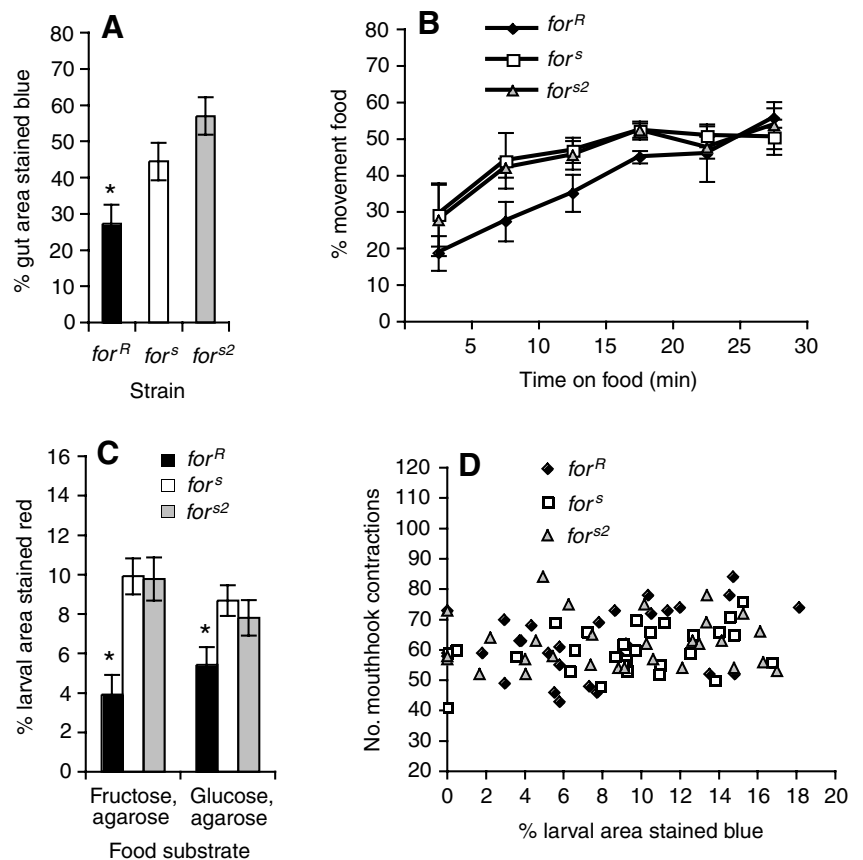 A
% gut area stained blue
80
70
60
50
40
30
20
10
0
*
for R for s for s2
Strain
B
for R
for s
for s2
% movement food
80
70
60
50
40
30
20
10
0
5 10 15 20 25 30
Time on food (min)
C
for R
for s
for s2
% larval area stained red
16
14
12
10
8
6
4
2
0
*
*
Fructose, agarose
Glucose, agarose
Food substrate
D
for R
for s
for s2
No. mouthhook contractions
120
110
100
90
80
70
60
50
40
30
20
0 2 4 6 8 10 12 14 16 18 20
% larval area stained blue